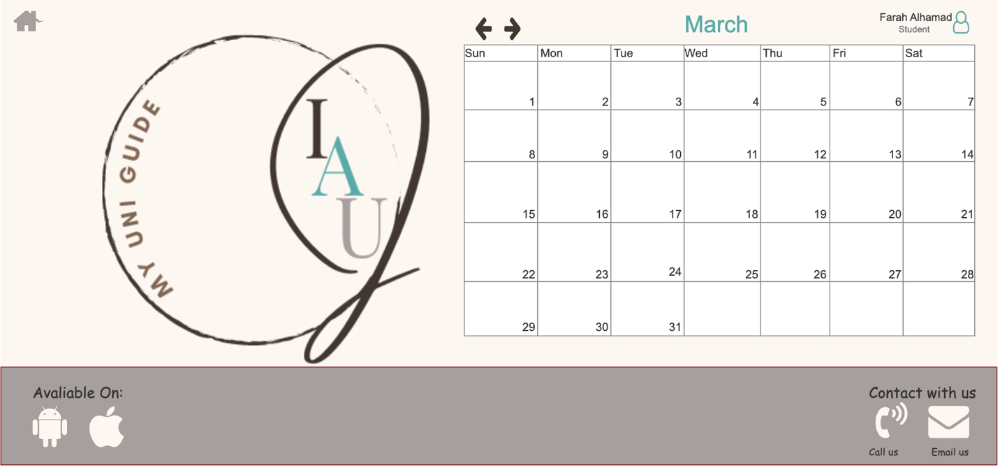 MY UNI GUIDE
I
A
U
March
Farah Alhamad
Student
Sun Mon Tue Wed Thu Fri Sat
1 2 3 4 5 6 7
8 9 10 11 12 13 14
15 16 17 18 19 20 21
22 23 24 25 26 27 28
29 30 31
Avaliable On:
Contact with us
Call us Email us